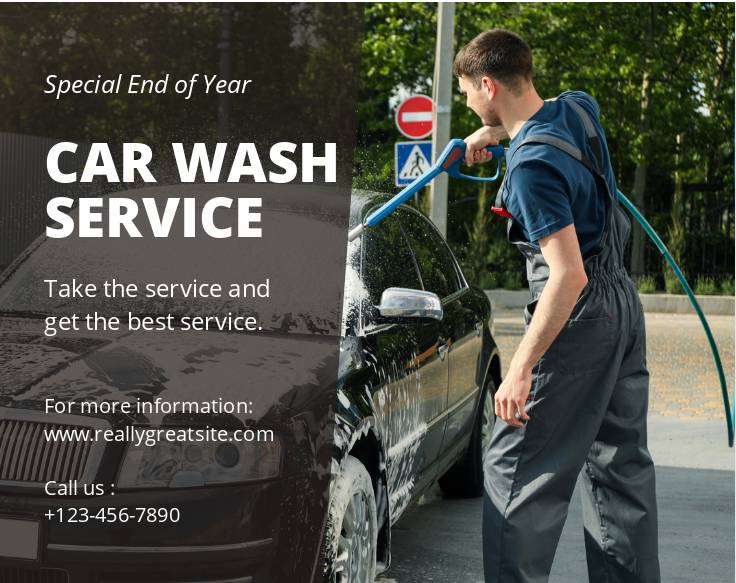 Special End of Year
CAR WASH
SERVICE
Take the service and
get the best service.
For more information:
www.reallygreatsite.com
Call us :
+123-456-7890